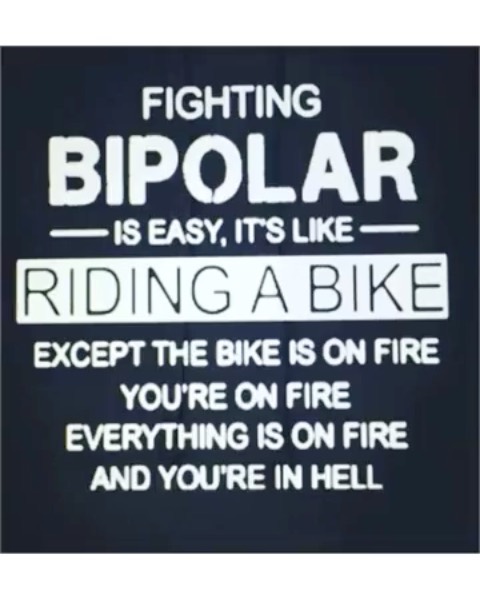 FIGHTING
BIPOLAR
IS EASY, IT'S LIKE
RIDING A BIKE
EXCEPT THE BIKE IS ON FIRE
YOU'RE ON FIRE
EVERYTHING IS ON FIRE
AND YOU'RE IN HELL